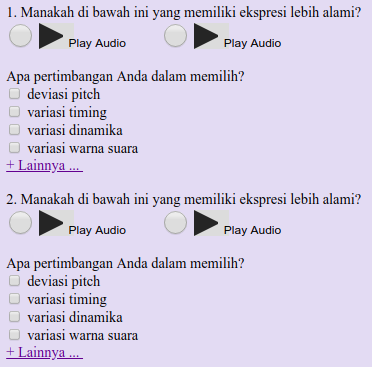 1. Manakah di bawah ini yang memiliki ekspresi lebih alami?
Play Audio Play Audio
Apa pertimbangan Anda dalam memilih?
deviasi pitch
variasi timing
variasi dinamika
variasi warna suara
+ Lainnya ...
2. Manakah di bawah ini yang memiliki ekspresi lebih alami?
Play Audio Play Audio
Apa pertimbangan Anda dalam memilih?
deviasi pitch
variasi timing
variasi dinamika
variasi warna suara
+ Lainnya ...